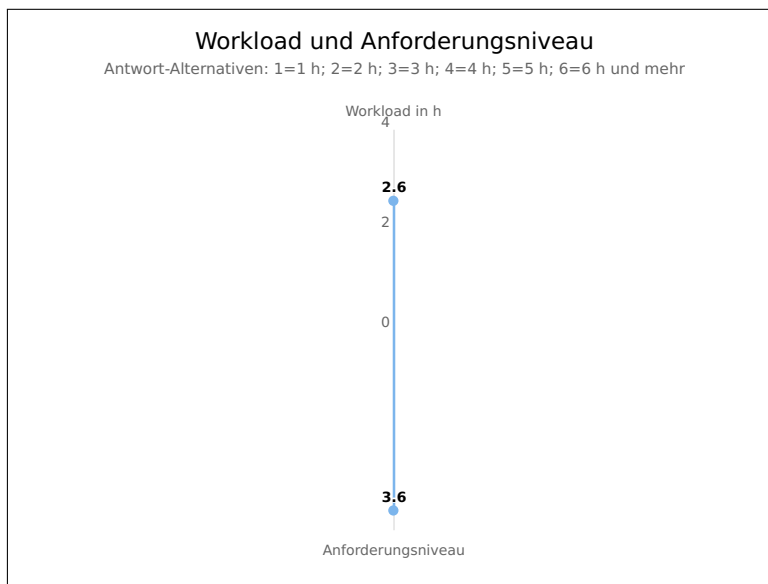 Workload und Anforderungsniveau
Antwort-Alternativen: 1=1 h; 2=2 h; 3=3 h; 4=4 h; 5=5 h; 6=6 h und mehr
Workload in h
4
2.6
2
0
3.6
Anforderungsniveau